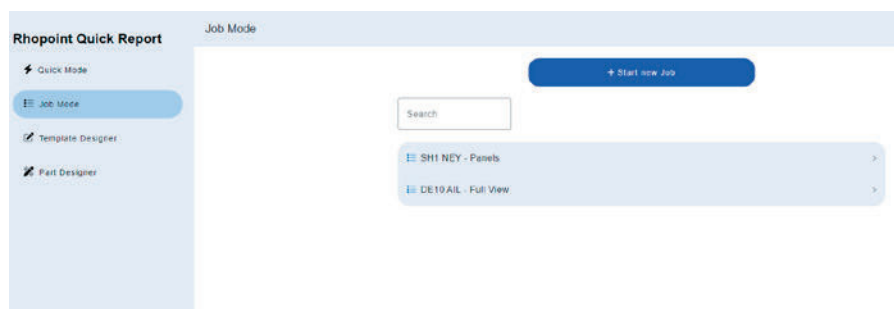 Rhopoint Quick Report
Quick Mode
Job Mode
Template Designer
Part Designer
Job Mode
+ Start new Job
Search
SH1 NEY - Panels
DE10 AIL - Full View